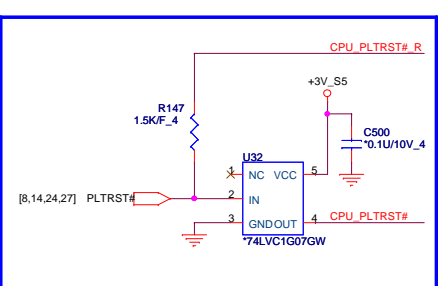 CPU_PLTRST#_R
+3V_S5
R147
1.5K/F_4
C500
*0.1U/10V_4
U32
1 NC VCC 5
[8,14,24,27] PLTRST# 2 IN
3 GND OUT 4 CPU_PLTRST#
*74LVC1G07GW